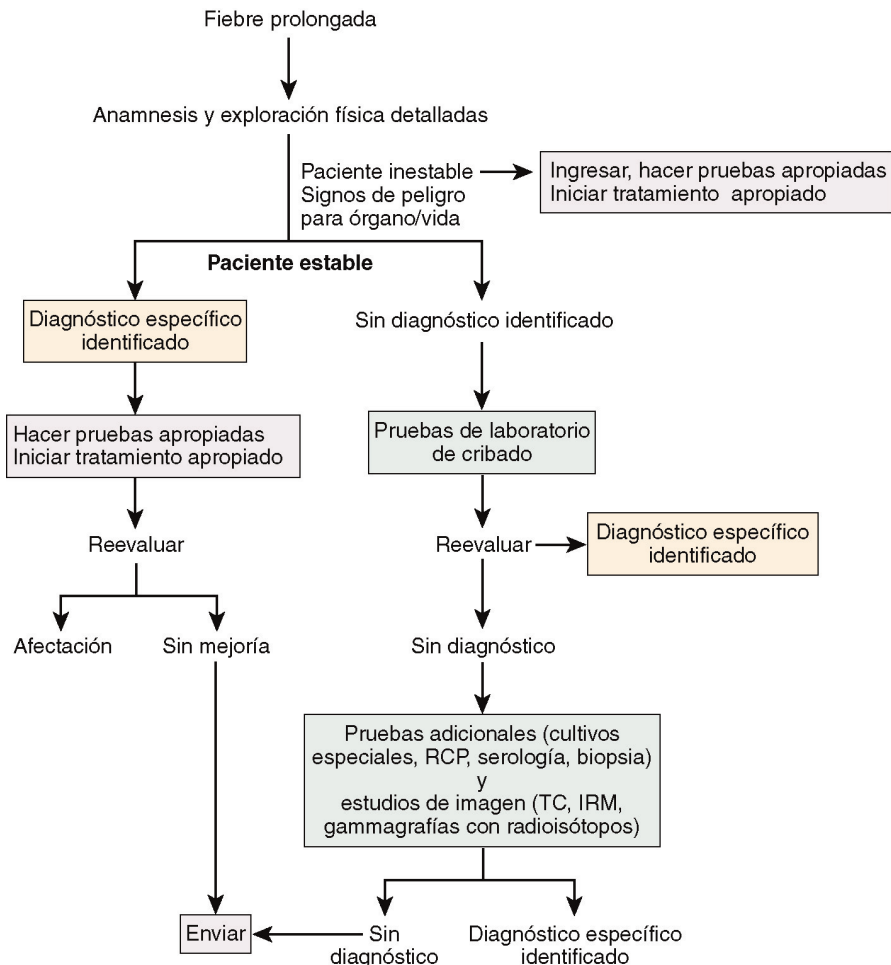 Fiebre prolongada
Anamnesis y exploración física detalladas
Paciente inestable
Signos de peligro
para órgano/vida
Ingresar, hacer pruebas apropiadas
Iniciar tratamiento apropiado
Paciente estable
Diagnóstico específico
identificado
Sin diagnóstico identificado
Hacer pruebas apropiadas
Iniciar tratamiento apropiado
Pruebas de laboratorio
de cribado
Reevaluar
Reevaluar
Diagnóstico específico
identificado
Afectación
Sin mejoría
Sin diagnóstico
Pruebas adicionales (cultivos
especiales, RCP, serología, biopsia)
y
estudios de imagen (TC, IRM,
gammagrafías con radioisótopos)
Enviar
Sin
diagnóstico
Diagnóstico específico
identificado